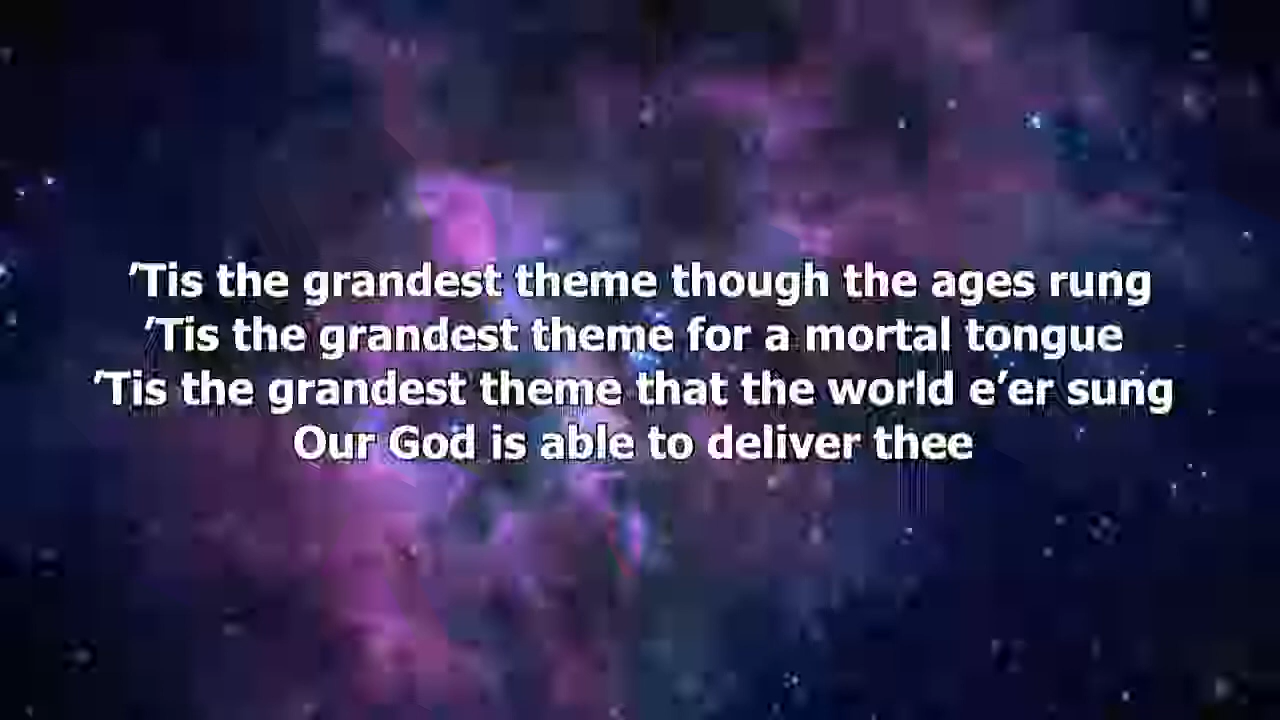 ’Tis the grandest theme though the ages rung
’Tis the grandest theme for a mortal tongue
’Tis the grandest theme that the world e’er sung
Our God is able to deliver thee